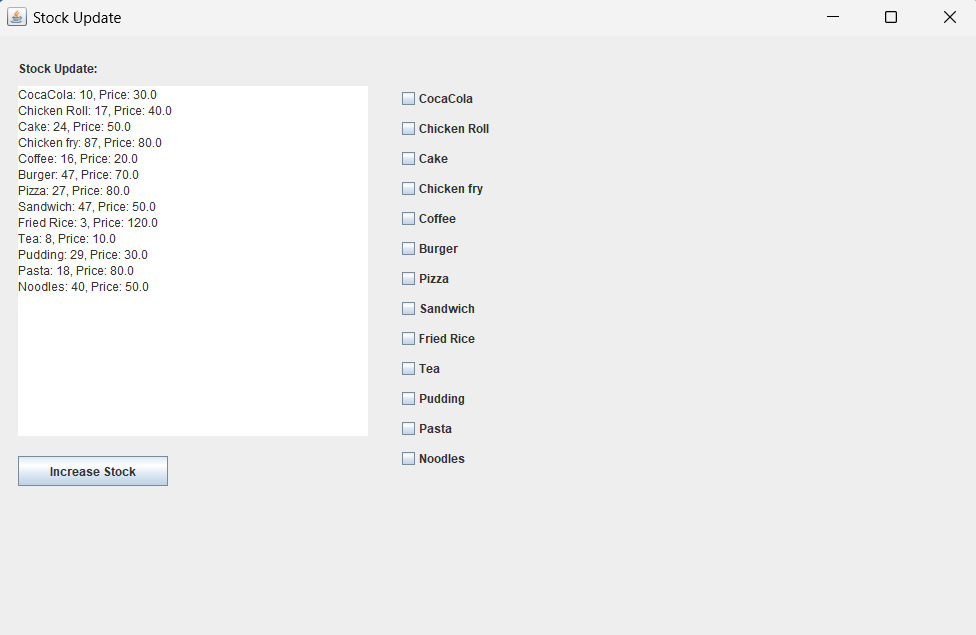 Stock Update
Stock Update:
CocaCola: 10, Price: 30.0
Chicken Roll: 17, Price: 40.0
Cake: 24, Price: 50.0
Chicken fry: 87, Price: 80.0
Coffee: 16, Price: 20.0
Burger: 47, Price: 70.0
Pizza: 27, Price: 80.0
Sandwich: 47, Price: 50.0
Fried Rice: 3, Price: 120.0
Tea: 8, Price: 10.0
Pudding: 29, Price: 30.0
Pasta: 18, Price: 80.0
Noodles: 40, Price: 50.0
Increase Stock
CocaCola
Chicken Roll
Cake
Chicken fry
Coffee
Burger
Pizza
Sandwich
Fried Rice
Tea
Pudding
Pasta
Noodles